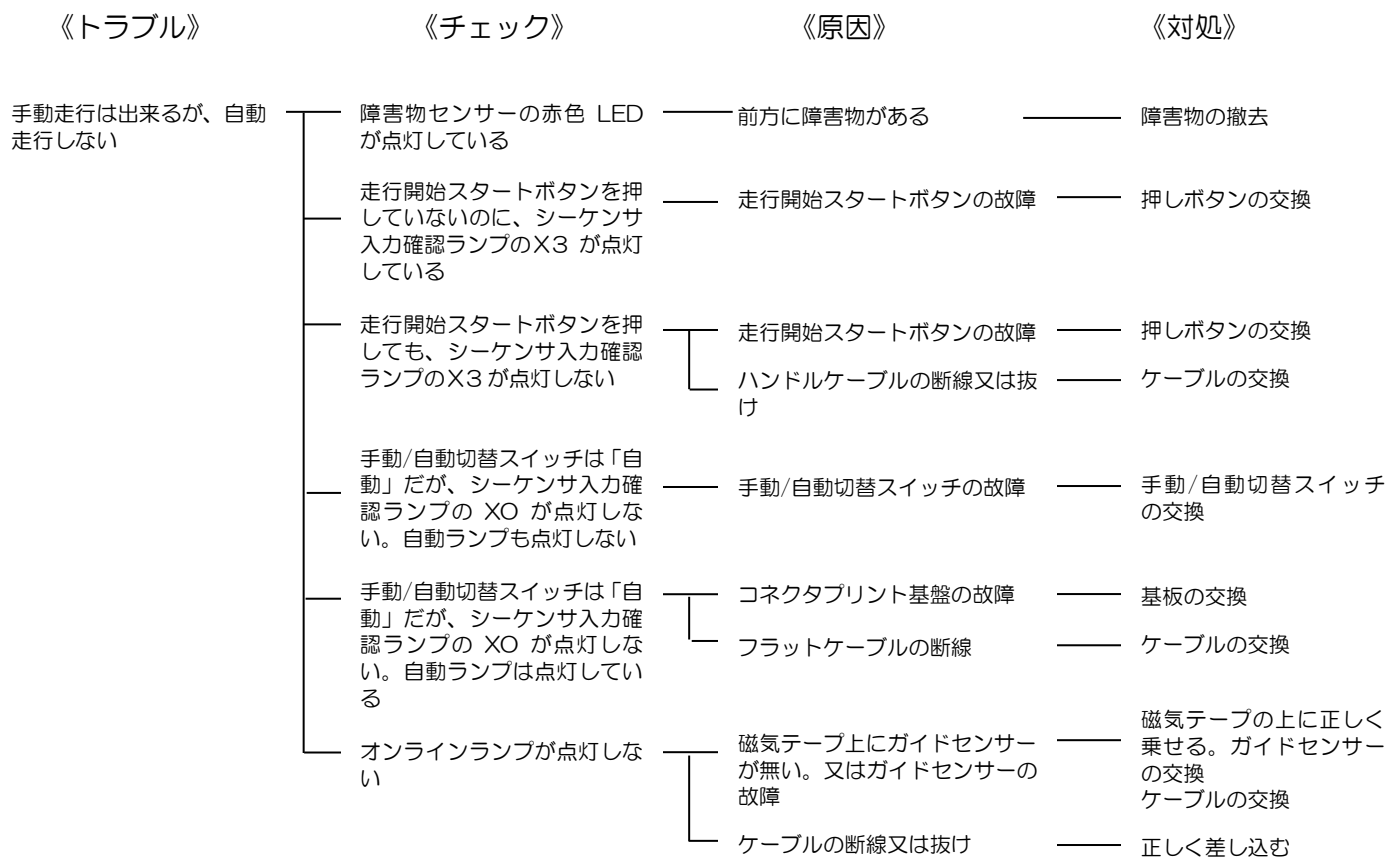 《トラブル》
《チェック》
《原因》
《対処》
手動走行は出来るが、自動
走行しない
障害物センサーの赤色 LED
が点灯している
前方に障害物がある
障害物の撤去
走行開始スタートボタンを押
していないのに、シーケンサ
入力確認ランプのX3 が点灯
している
走行開始スタートボタンの故障
押しボタンの交換
走行開始スタートボタンを押
しても、シーケンサ入力確認
ランプのX3が点灯しない
走行開始スタートボタンの故障
押しボタンの交換
ハンドルケーブルの断線又は抜
け
ケーブルの交換
手動/自動切替スイッチは「自
動」だが、シーケンサ入力確
認ランプの XO が点灯しな
い。自動ランプも点灯しない
手動/自動切替スイッチの故障
手動/自動切替スイッチ
の交換
手動/自動切替スイッチは「自
動」だが、シーケンサ入力確
認ランプの XO が点灯しな
い。自動ランプは点灯してい
る
コネクタプリント基盤の故障
基板の交換
フラットケーブルの断線
ケーブルの交換
オンラインランプが点灯しな
い
磁気テープ上にガイドセンサー
が無い。又はガイドセンサーの
故障
磁気テープの上に正しく
乗せる。ガイドセンサー
の交換
ケーブルの交換
ケーブルの断線又は抜け
正しく差し込む